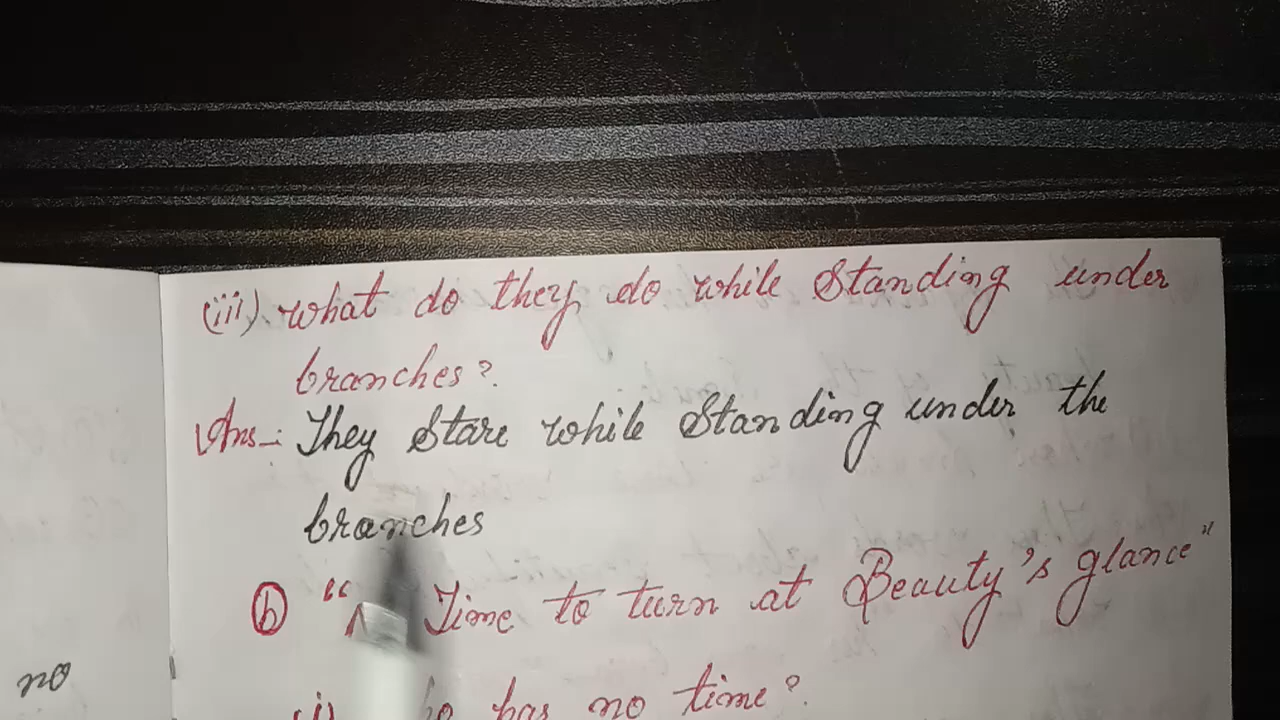 (iii) what do they do while standing under
branches?
Ans-: They stare while standing under the
branches
(b) " Time to turn at Beauty's glance"
(i) has no time?
no